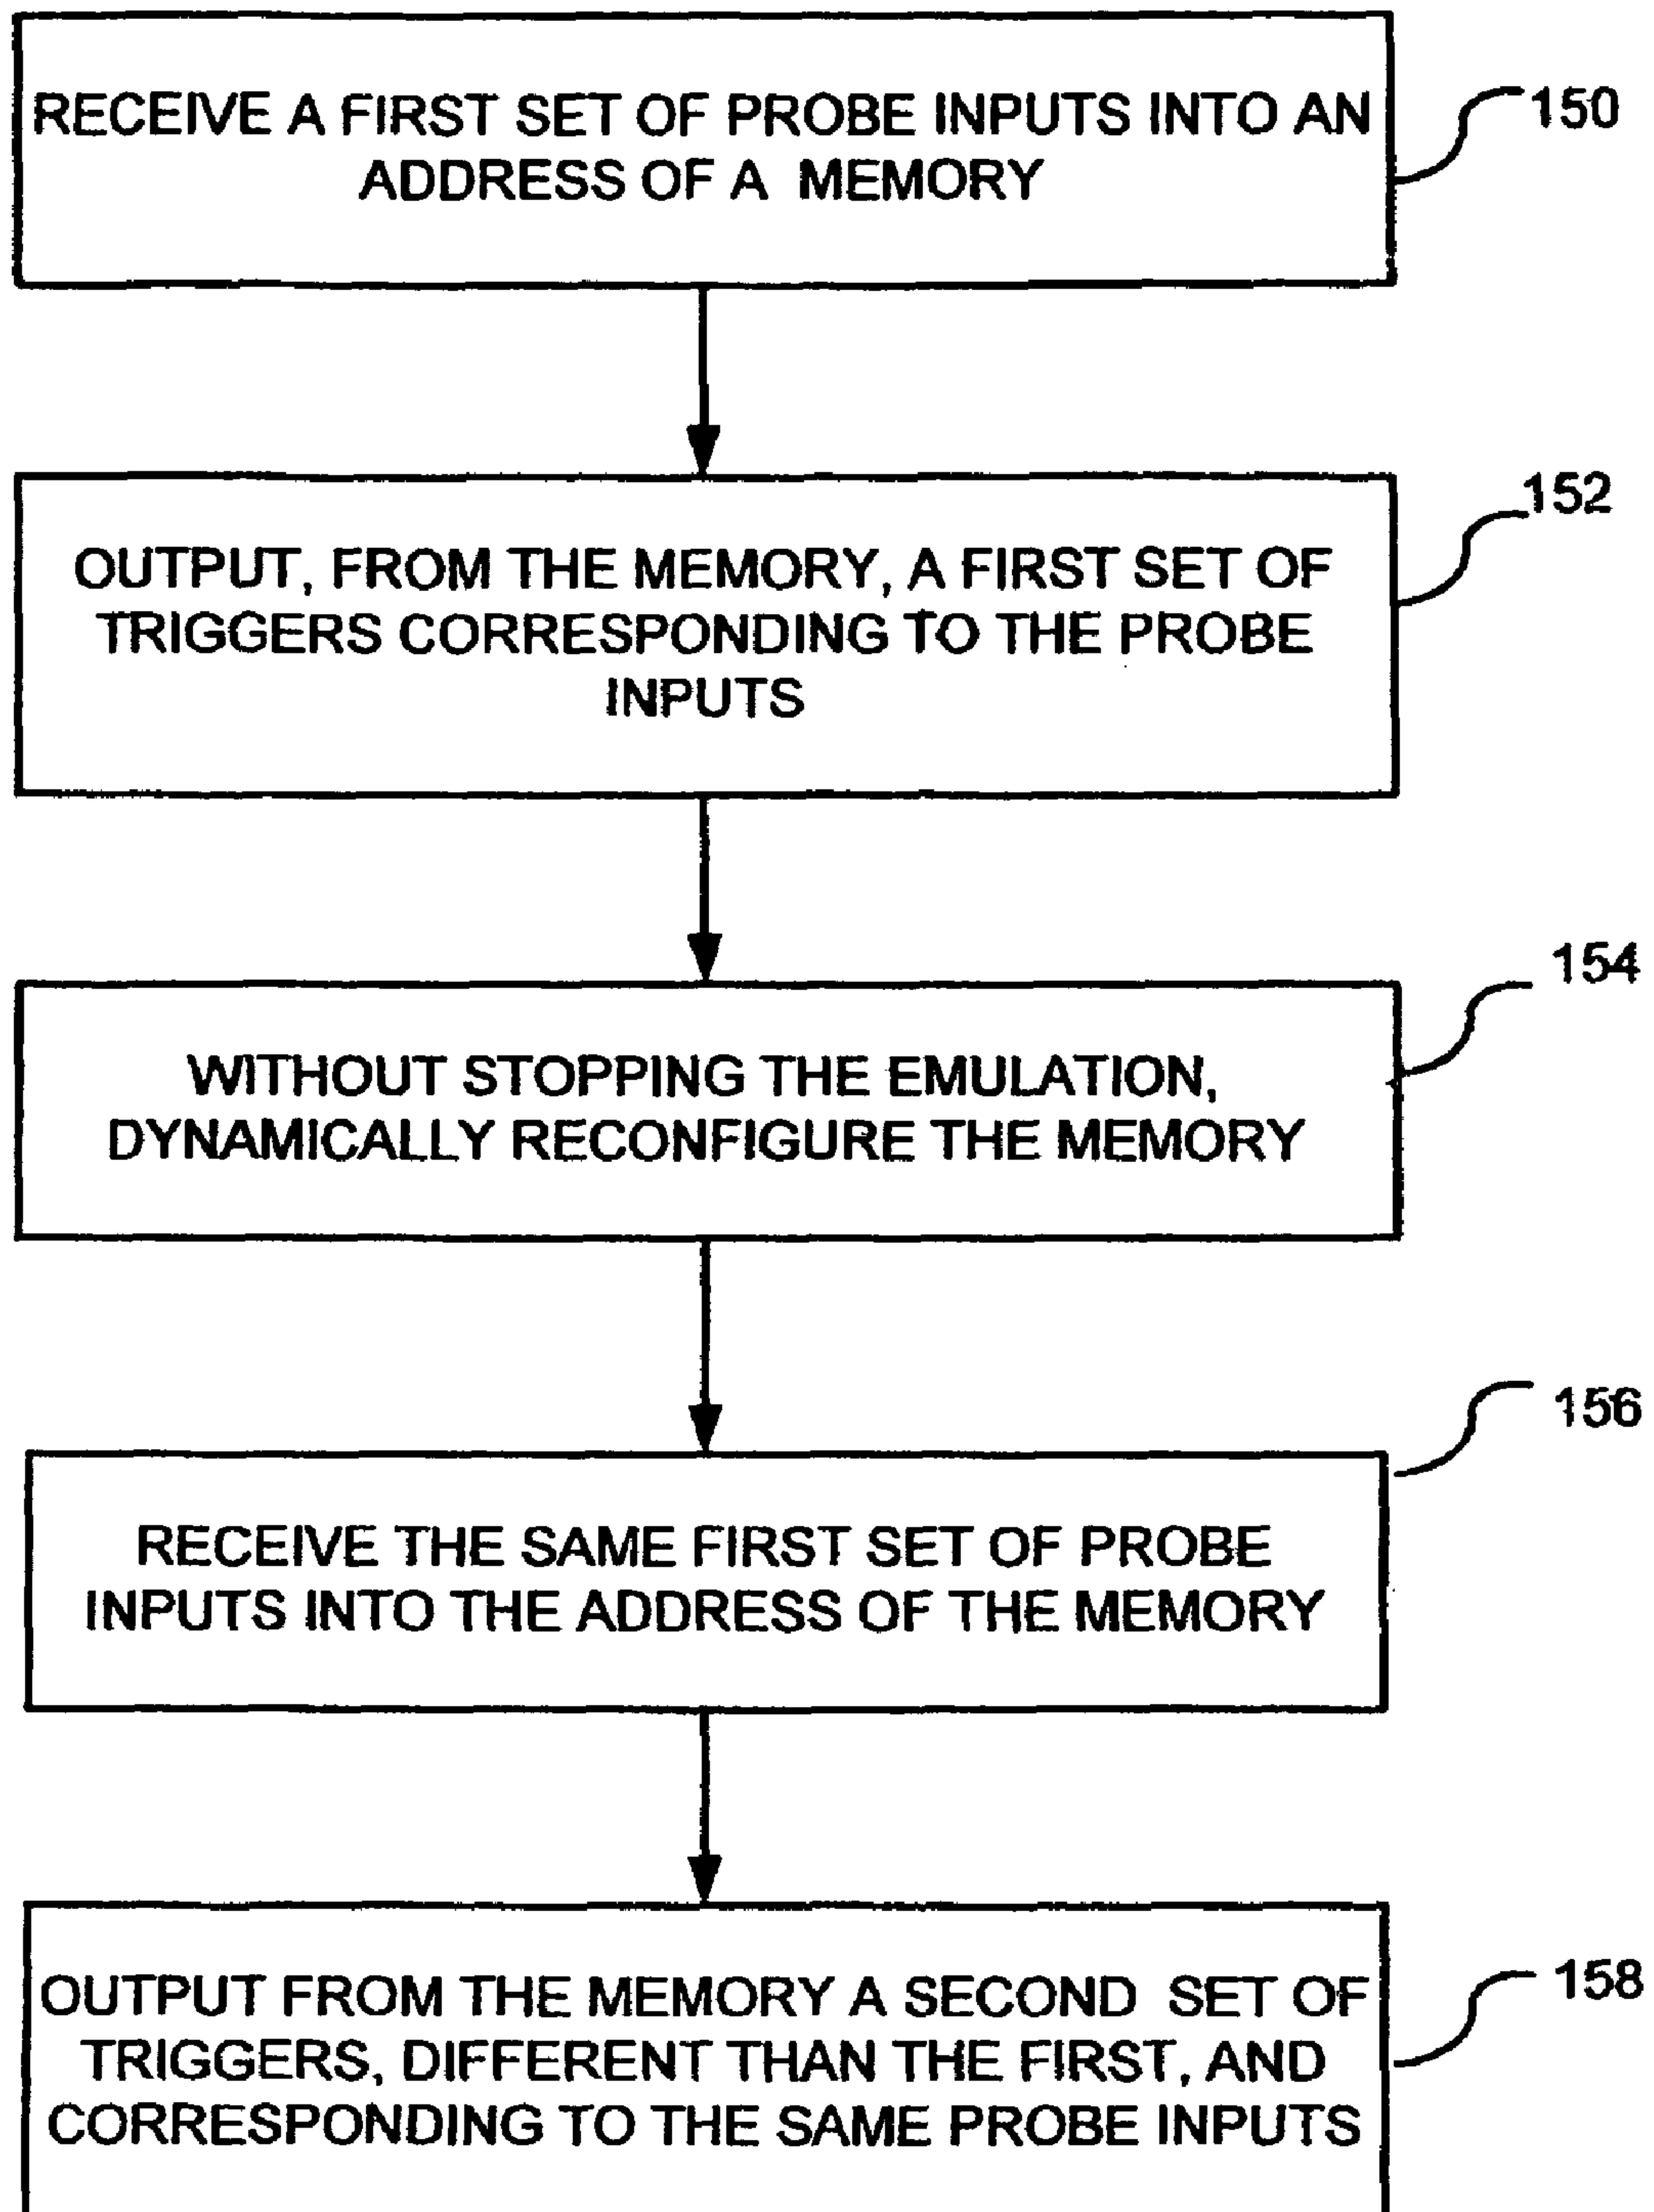 RECEIVE A FIRST SET OF PROBE INPUTS INTO AN
ADDRESS OF A MEMORY
150
OUTPUT, FROM THE MEMORY, A FIRST SET OF
TRIGGERS CORRESPONDING TO THE PROBE
INPUTS
152
WITHOUT STOPPING THE EMULATION,
DYNAMICALLY RECONFIGURE THE MEMORY
154
RECEIVE THE SAME FIRST SET OF PROBE
INPUTS INTO THE ADDRESS OF THE MEMORY
156
OUTPUT FROM THE MEMORY A SECOND SET OF
TRIGGERS, DIFFERENT THAN THE FIRST, AND
CORRESPONDING TO THE SAME PROBE INPUTS
158